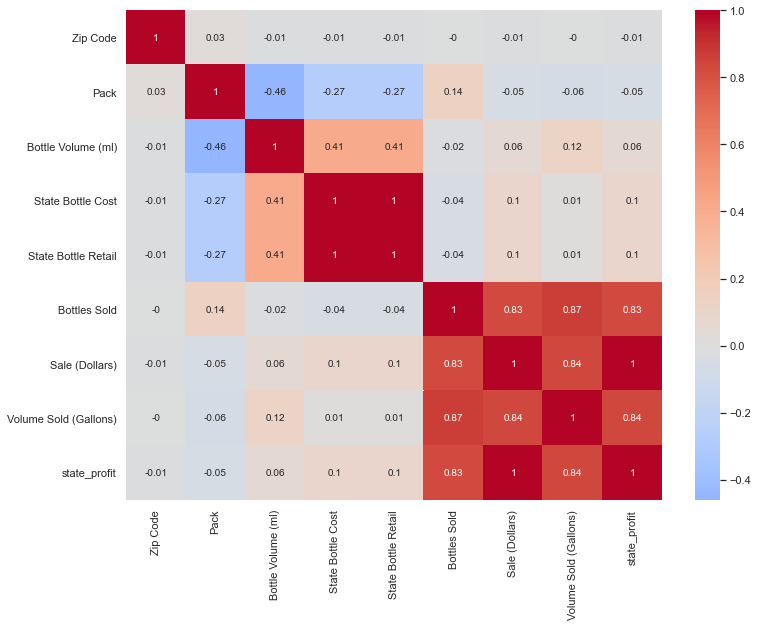 Zip Code 1 0.03 -0.01 -0.01 -0.01 -0 -0.01 -0 -0.01
Pack 0.03 1 -0.46 -0.27 -0.27 0.14 -0.05 -0.06 -0.05
Bottle Volume (ml) -0.01 -0.46 1 0.41 0.41 -0.02 0.06 0.12 0.06
State Bottle Cost -0.01 -0.27 0.41 1 1 -0.04 0.1 0.01 0.1
State Bottle Retail -0.01 -0.27 0.41 1 1 -0.04 0.1 0.01 0.1
Bottles Sold -0 0.14 -0.02 -0.04 -0.04 1 0.83 0.87 0.83
Sale (Dollars) -0.01 -0.05 0.06 0.1 0.1 0.83 1 0.84 1
Volume Sold (Gallons) -0 -0.06 0.12 0.01 0.01 0.87 0.84 1 0.84
state_profit -0.01 -0.05 0.06 0.1 0.1 0.83 1 0.84 1
Zip Code
Pack
Bottle Volume (ml)
State Bottle Cost
State Bottle Retail
Bottles Sold
Sale (Dollars)
Volume Sold (Gallons)
state_profit
1.0
0.8
0.6
0.4
0.2
0.0
−0.2
−0.4